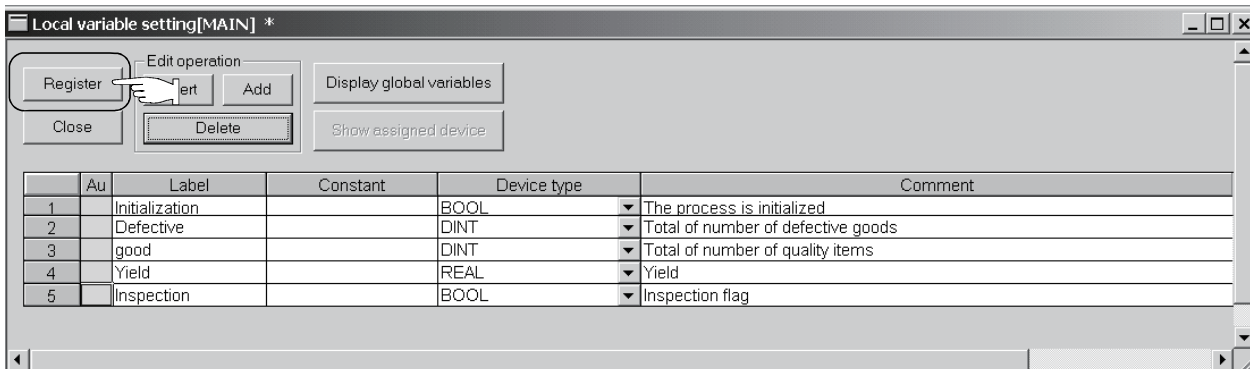 Local variable setting[MAIN] *
Edit operation
Register
ert
Add
Display global variables
Close
Delete
Show assigned device
Au Label Constant Device type Comment
1 Initialization BOOL The process is initialized
2 Defective DINT Total of number of defective goods
3 good DINT Total of number of quality items
4 Yield REAL Yield
5 Inspection BOOL Inspection flag